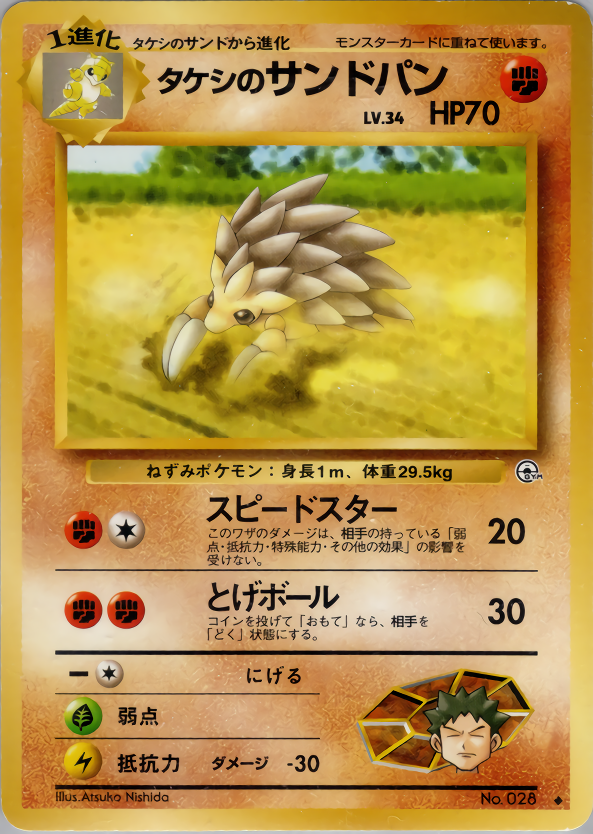 1進化
タケシのサンドから進化
モンスターカードに重ねて使います。
タケシのサンドパン
LV.34 HP70
ねずみポケモン：身長1m、体重29.5kg
GYM
スピードスター 20
このワザのダメージは、相手の持っている「弱
点・抵抗力・特殊能力・その他の効果」の影響を
受けない。
とげボール 30
コインを投げて「おもて」なら、相手を
「どく」状態にする。
にげる
弱点
抵抗力 ダメージ -30
Illus.Atsuko Nishida
No.028